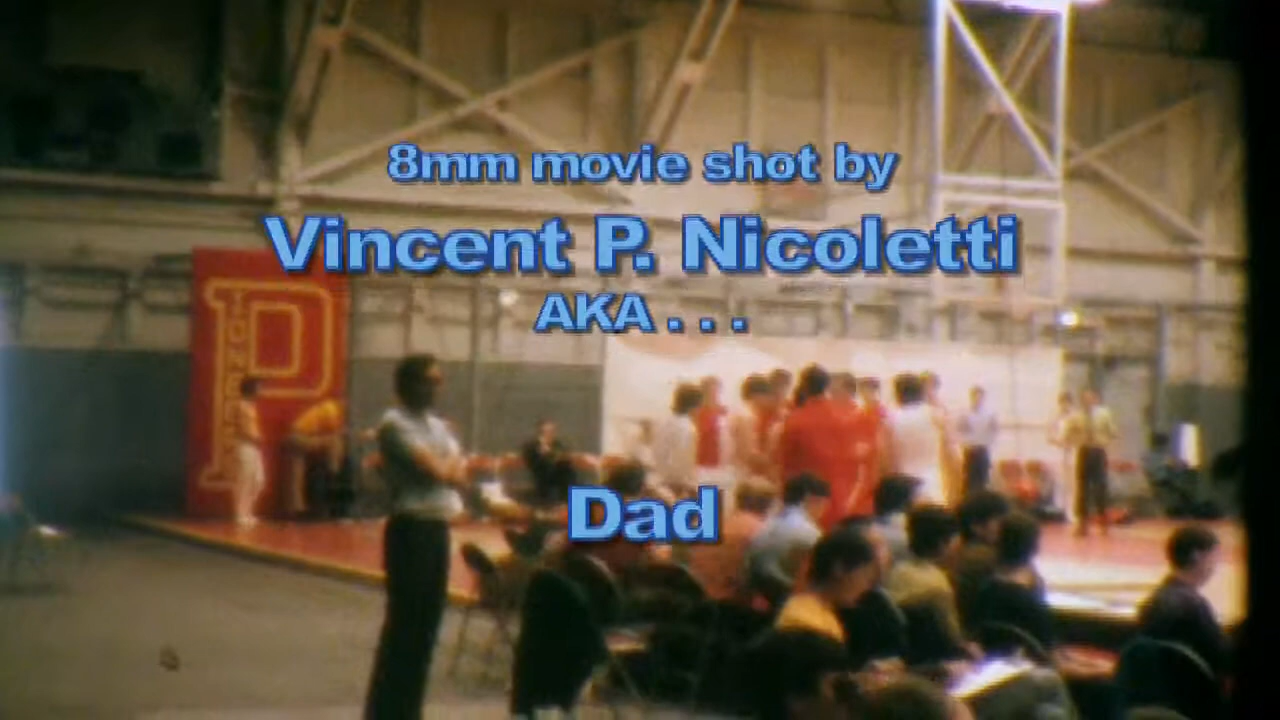 8mm movie shot by
Vincent P. Nicoletti
AKA . . .
P
Dad